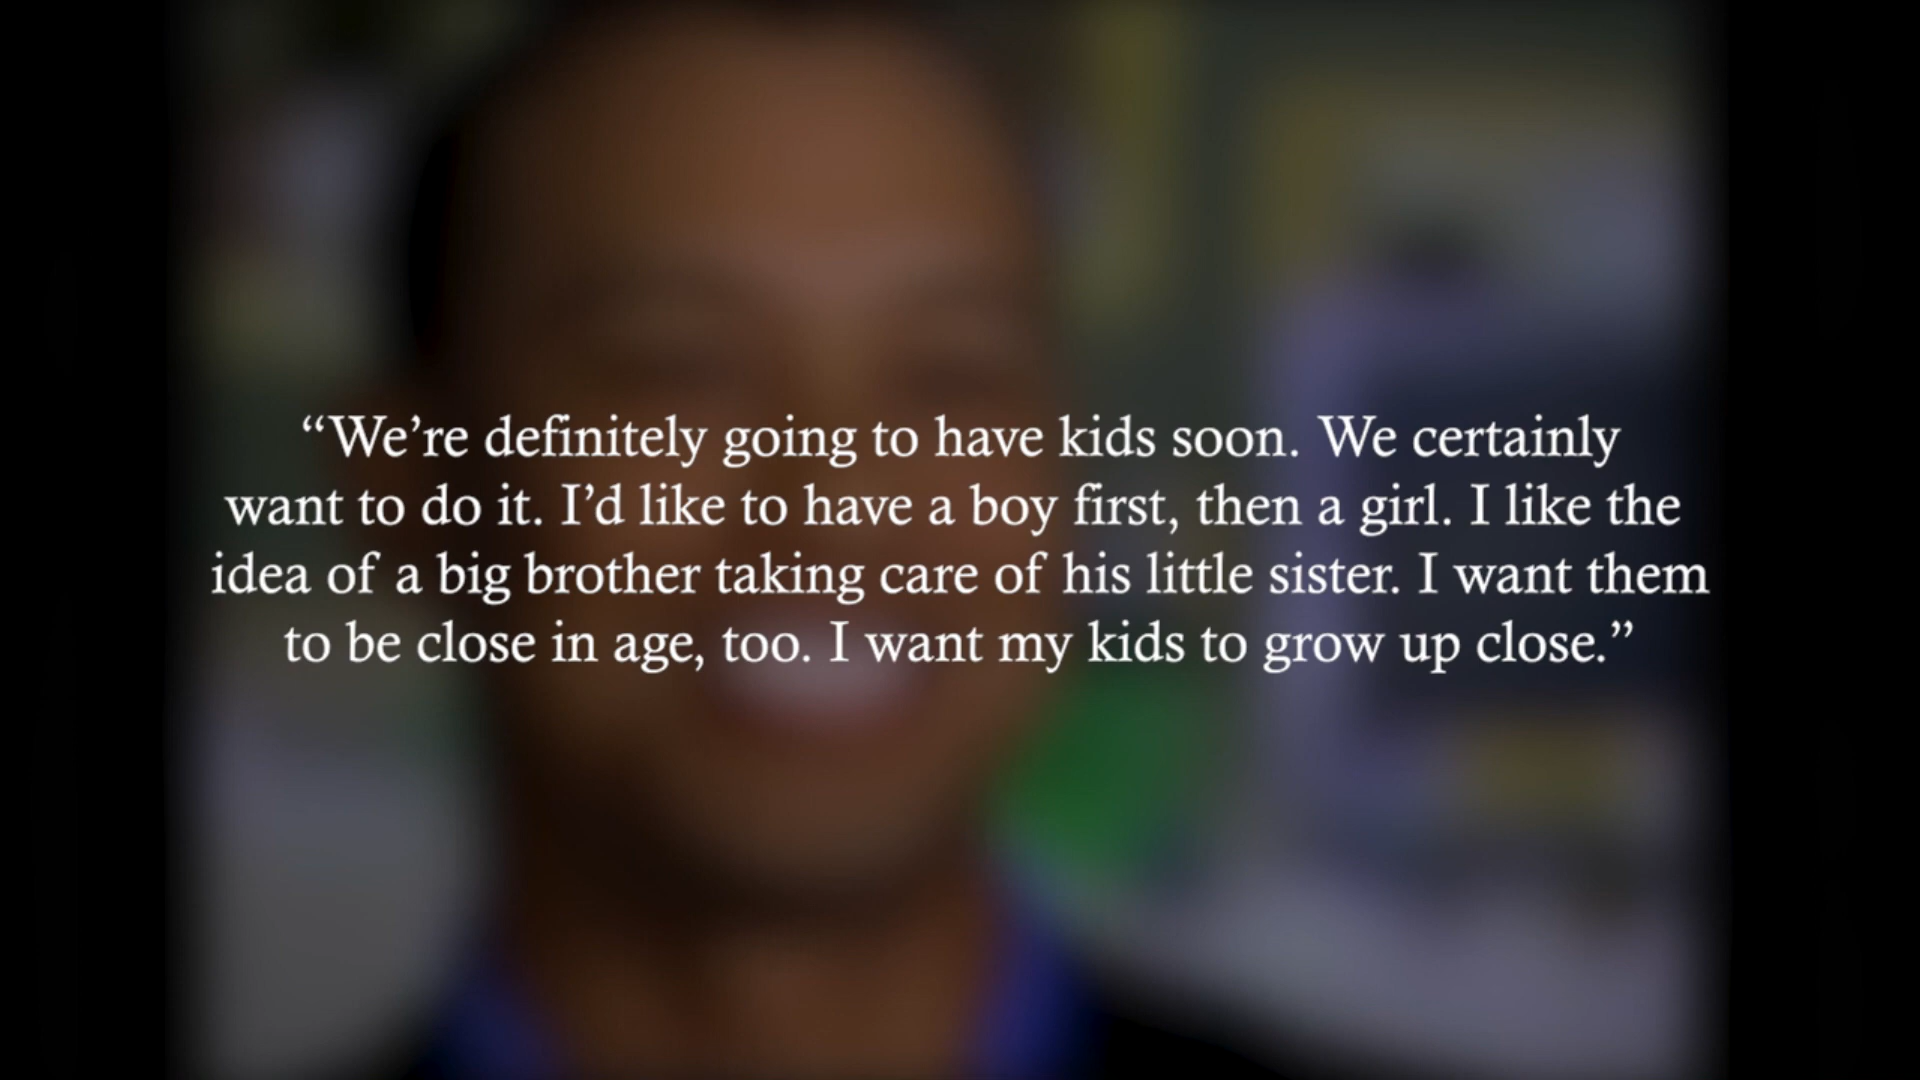 “We’re definitely going to have kids soon. We certainly
want to do it. I’d like to have a boy first, then a girl. I like the
idea of a big brother taking care of his little sister. I want them
to be close in age, too. I want my kids to grow up close.”